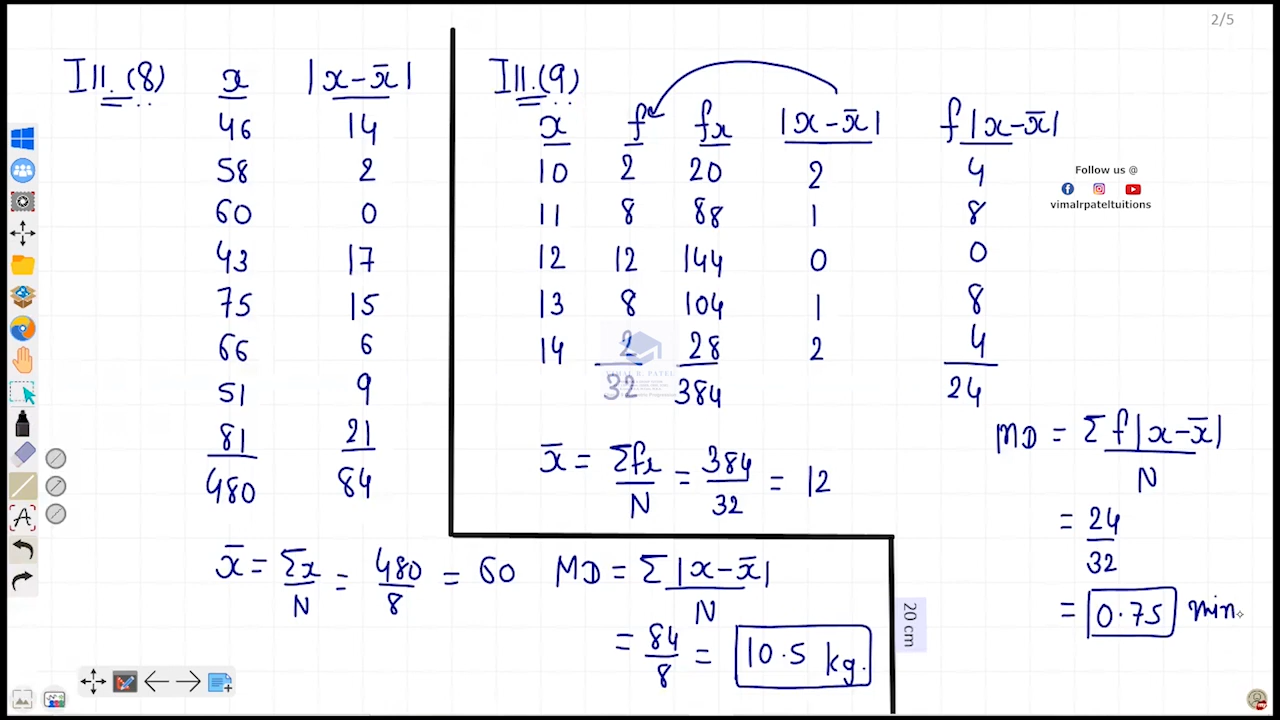 2/5
Ill.(8) x |x-x̄|
46 14
58 2
60 0
43 17
75 15
66 6
51 9
81 21
480 84
x̄ = Σx/N = 480/8 = 60
MD = Σ|x-x̄|/N
= 84/8 = 10.5 kg.
Ill.(9)
x f fx |x-x̄| f|x-x̄|
10 2 20 2 4
11 8 88 1 8
12 12 144 0 0
13 8 104 1 8
14 2 28 2 4
32 384 24
x̄ = Σfx/N = 384/32 = 12
MD = Σf|x-x̄|/N
= 24/32
= 0.75 min.
Follow us @
vimalrpateltuitions
VIMAL R. PATEL
20 cm